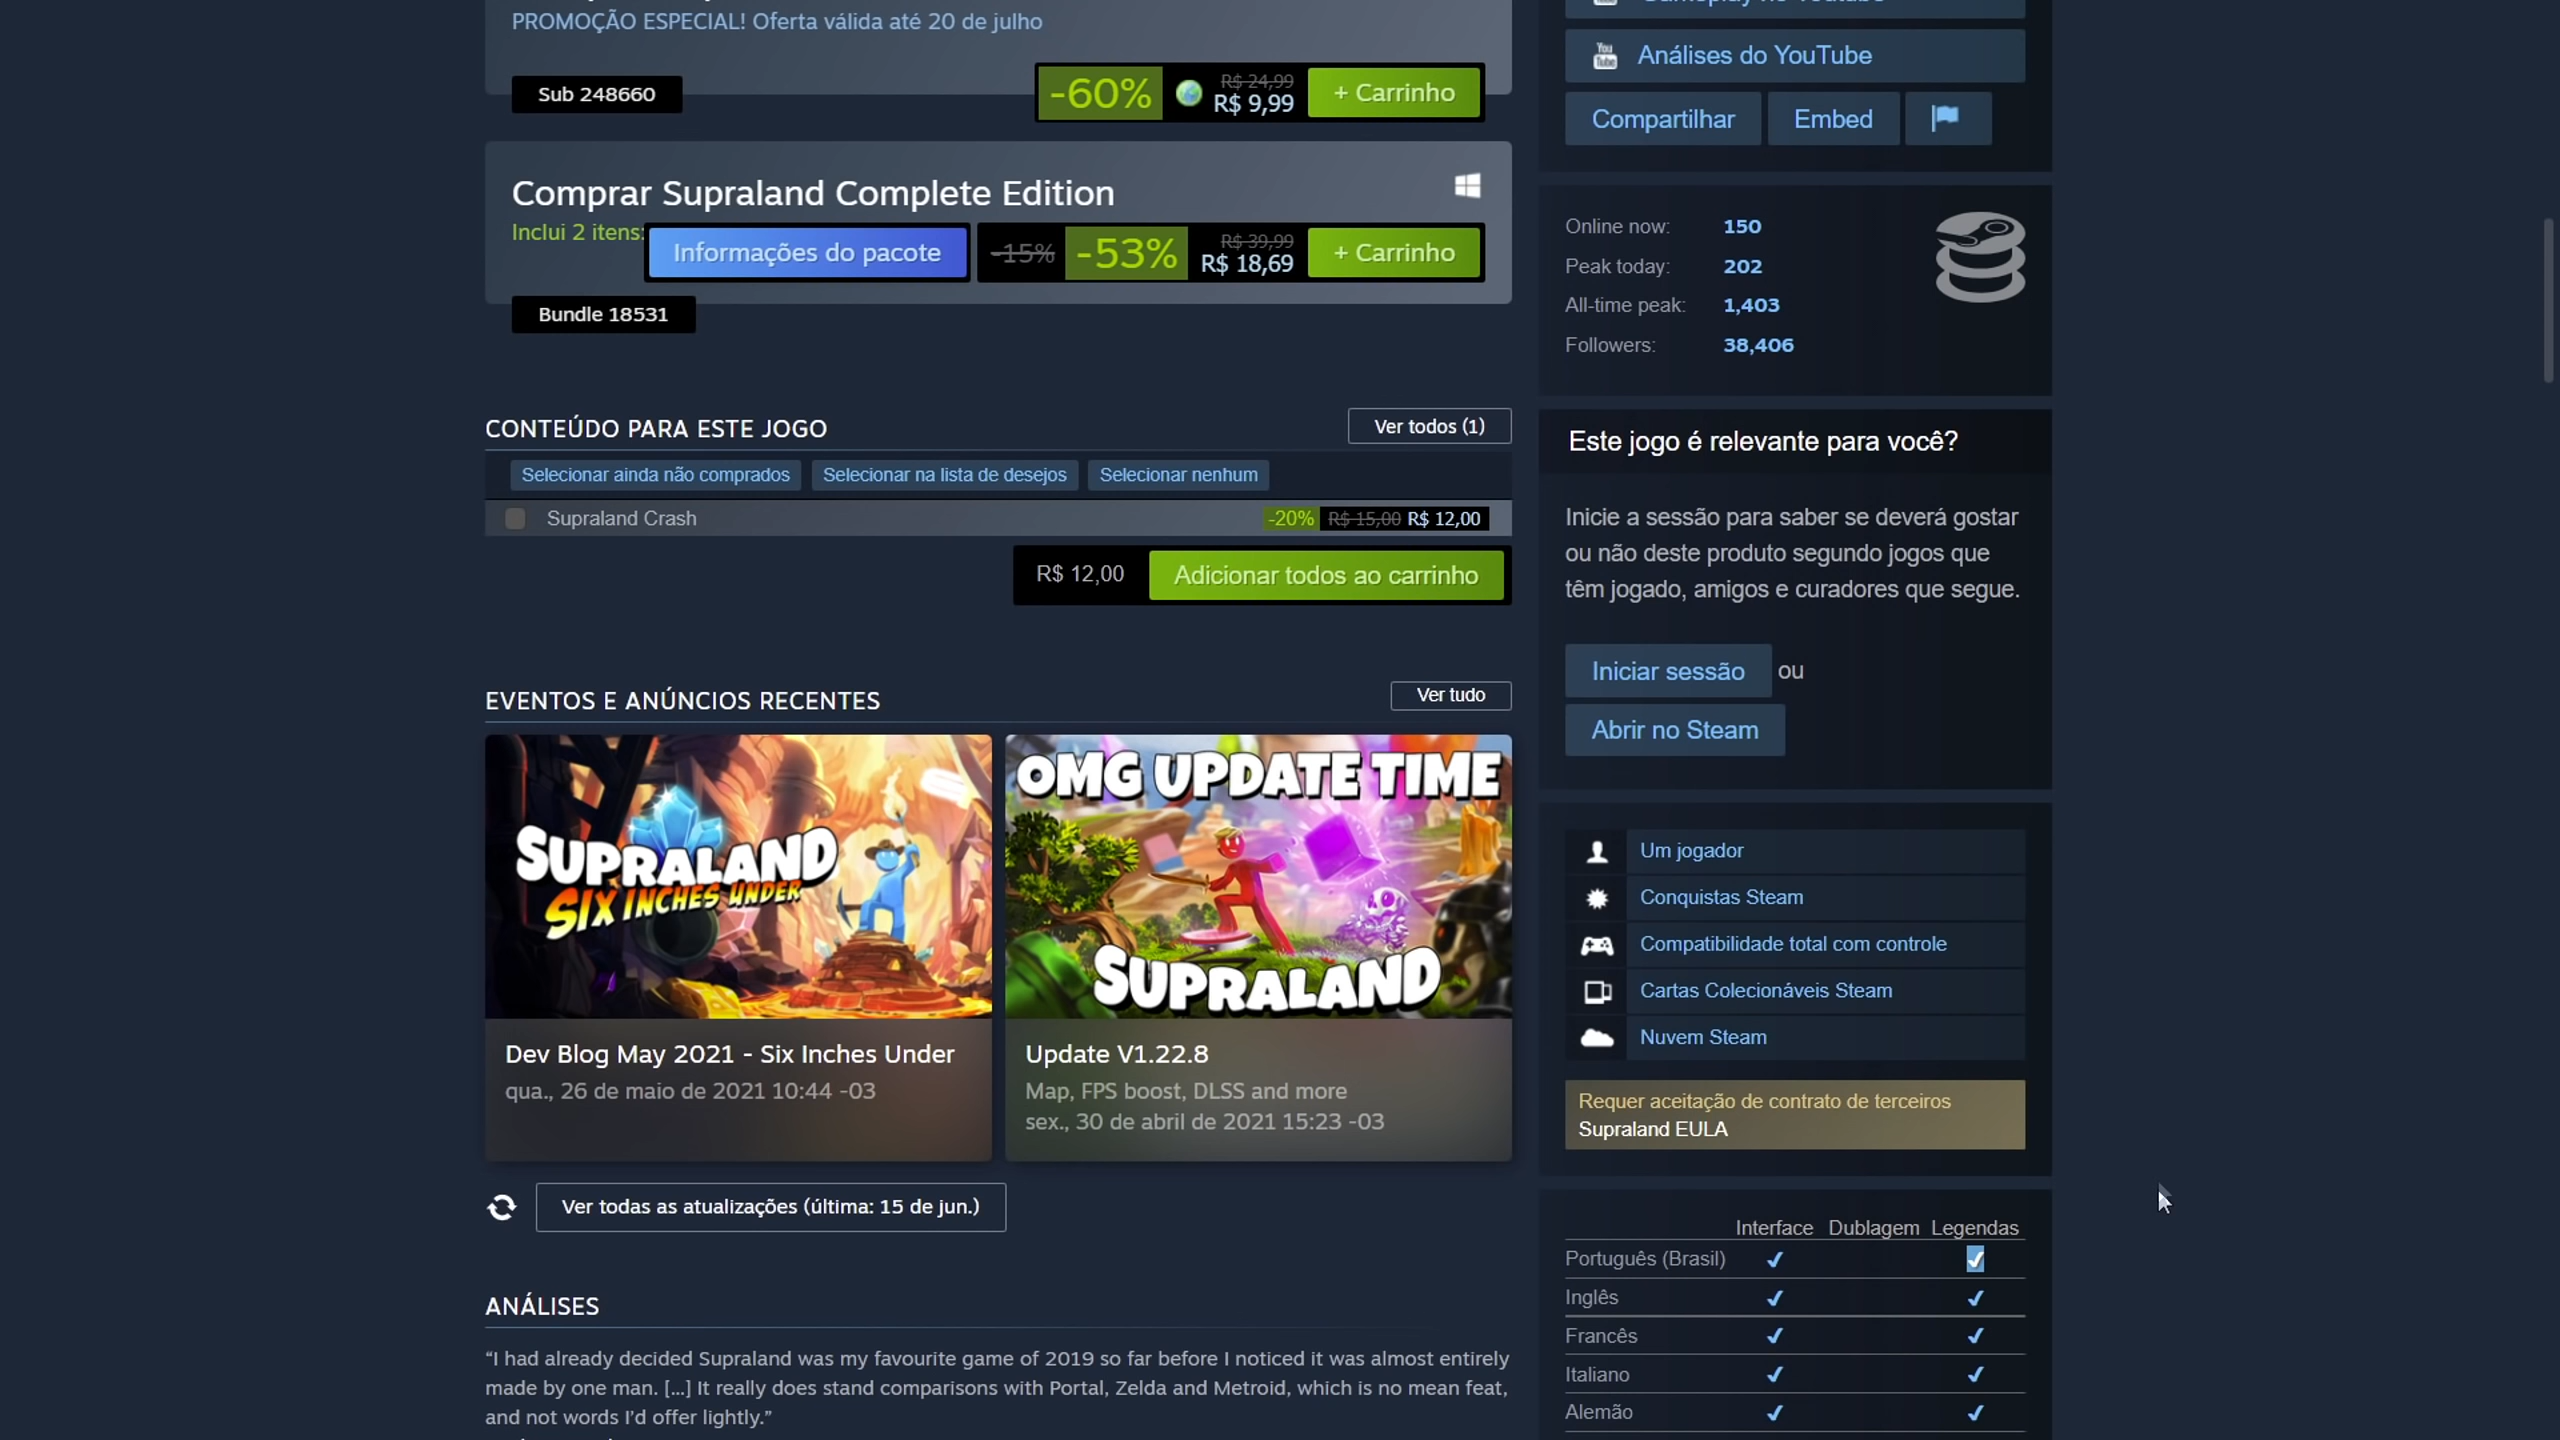 PROMOÇÃO ESPECIAL! Oferta válida até 20 de julho
Sub 248660
-60%
R$ 24,99
R$ 9,99
+ Carrinho
Comprar Supraland Complete Edition
Inclui 2 itens:
Informações do pacote
-15%
-53%
R$ 39,99
R$ 18,69
+ Carrinho
Bundle 18531
CONTEÚDO PARA ESTE JOGO
Ver todos (1)
Selecionar ainda não comprados
Selecionar na lista de desejos
Selecionar nenhum
Supraland Crash
-20% R$ 15,00 R$ 12,00
R$ 12,00
Adicionar todos ao carrinho
EVENTOS E ANÚNCIOS RECENTES
Ver tudo
SUPRALAND
SIX INCHES UNDER
Dev Blog May 2021 - Six Inches Under
qua., 26 de maio de 2021 10:44 -03
OMG UPDATE TIME
SUPRALAND
Update V1.22.8
Map, FPS boost, DLSS and more
sex., 30 de abril de 2021 15:23 -03
Ver todas as atualizações (última: 15 de jun.)
ANÁLISES
“I had already decided Supraland was my favourite game of 2019 so far before I noticed it was almost entirely
made by one man. [...] It really does stand comparisons with Portal, Zelda and Metroid, which is no mean feat,
and not words I’d offer lightly.”
You Tube
Análises do YouTube
Compartilhar
Embed
Online now: 150
Peak today: 202
All-time peak: 1,403
Followers: 38,406
Este jogo é relevante para você?
Inicie a sessão para saber se deverá gostar
ou não deste produto segundo jogos que
têm jogado, amigos e curadores que segue.
Iniciar sessão ou
Abrir no Steam
Um jogador
Conquistas Steam
Compatibilidade total com controle
Cartas Colecionáveis Steam
Nuvem Steam
Requer aceitação de contrato de terceiros
Supraland EULA
Interface Dublagem Legendas
Português (Brasil) ✔ ✔
Inglês ✔ ✔
Francês ✔ ✔
Italiano ✔ ✔
Alemão ✔ ✔